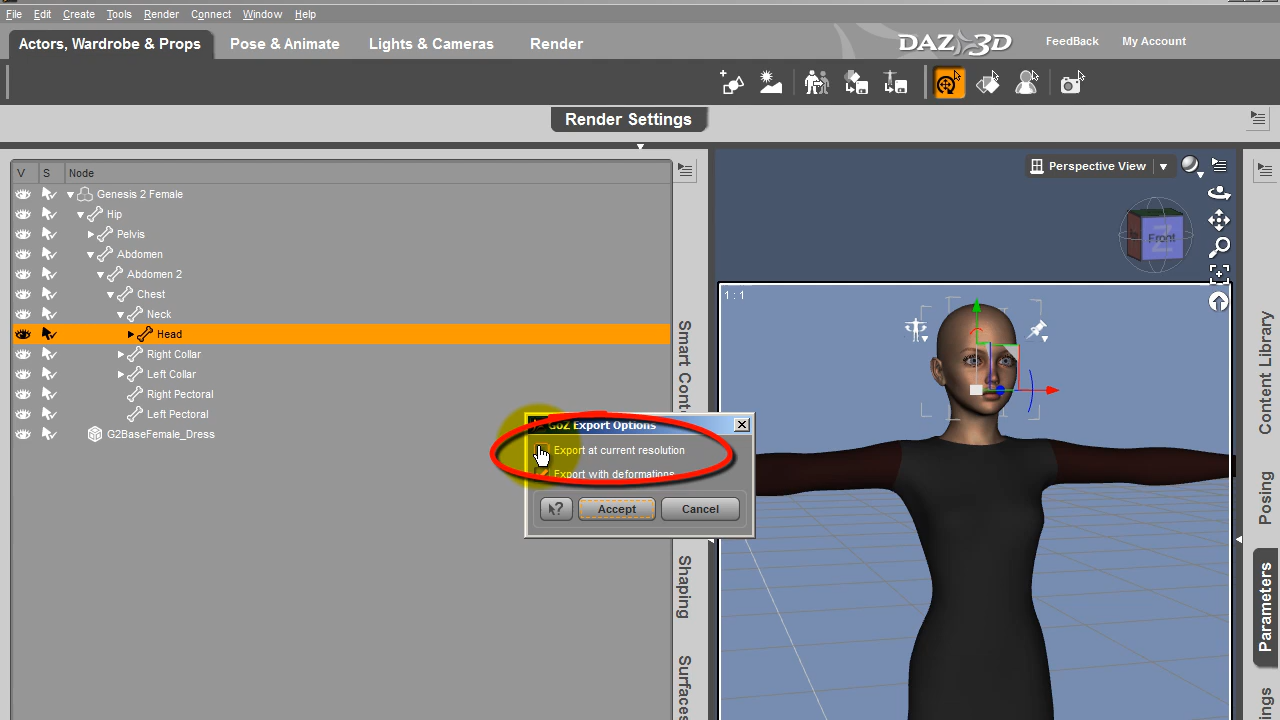 File Edit Create Tools Render Connect Window Help
Actors, Wardrobe & Props Pose & Animate Lights & Cameras Render
DAZ 3D FeedBack My Account
Render Settings
V S Node
Genesis 2 Female
Hip
Pelvis
Abdomen
Abdomen 2
Chest
Neck
Head
Right Collar
Left Collar
Right Pectoral
Left Pectoral
G2BaseFemale_Dress
Smart Conte
Shaping
Surfaces
Perspective View
Front
1 : 1
GoZ Export Options
Export at current resolution
Export with deformations
Accept Cancel
Content Library
Posing
Parameters